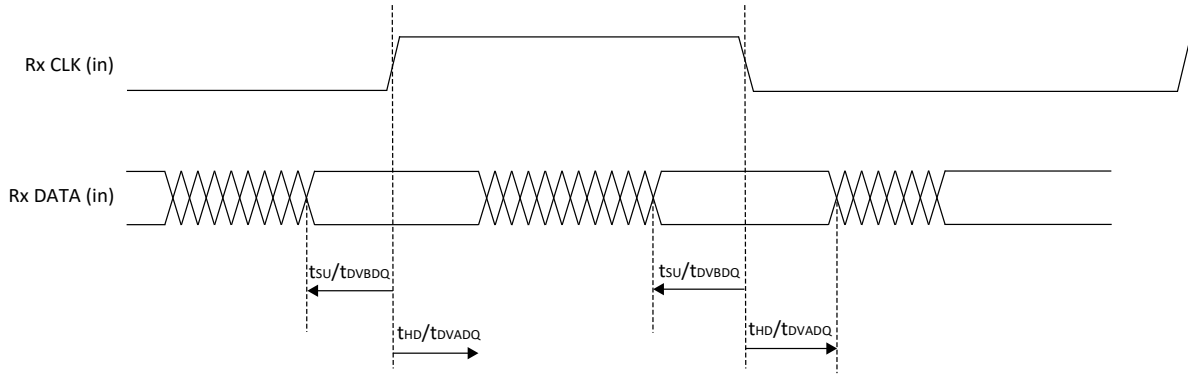 Rx CLK (in)
Rx DATA (in)
tSU/tDVBDQ
tSU/tDVBDQ
tHD/tDVADQ
tHD/tDVADQ